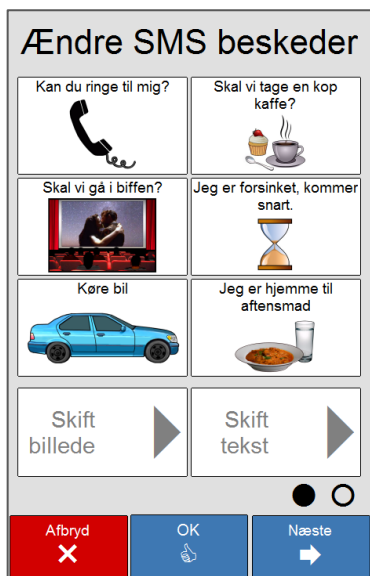 Ændre SMS beskeder
Kan du ringe til mig?
Skal vi tage en kop
kaffe?
Skal vi gå i biffen?
Jeg er forsinket, kommer
snart.
Køre bil
Jeg er hjemme til
aftensmad
Skift
billede
Skift
tekst
Afbryd
OK
Næste